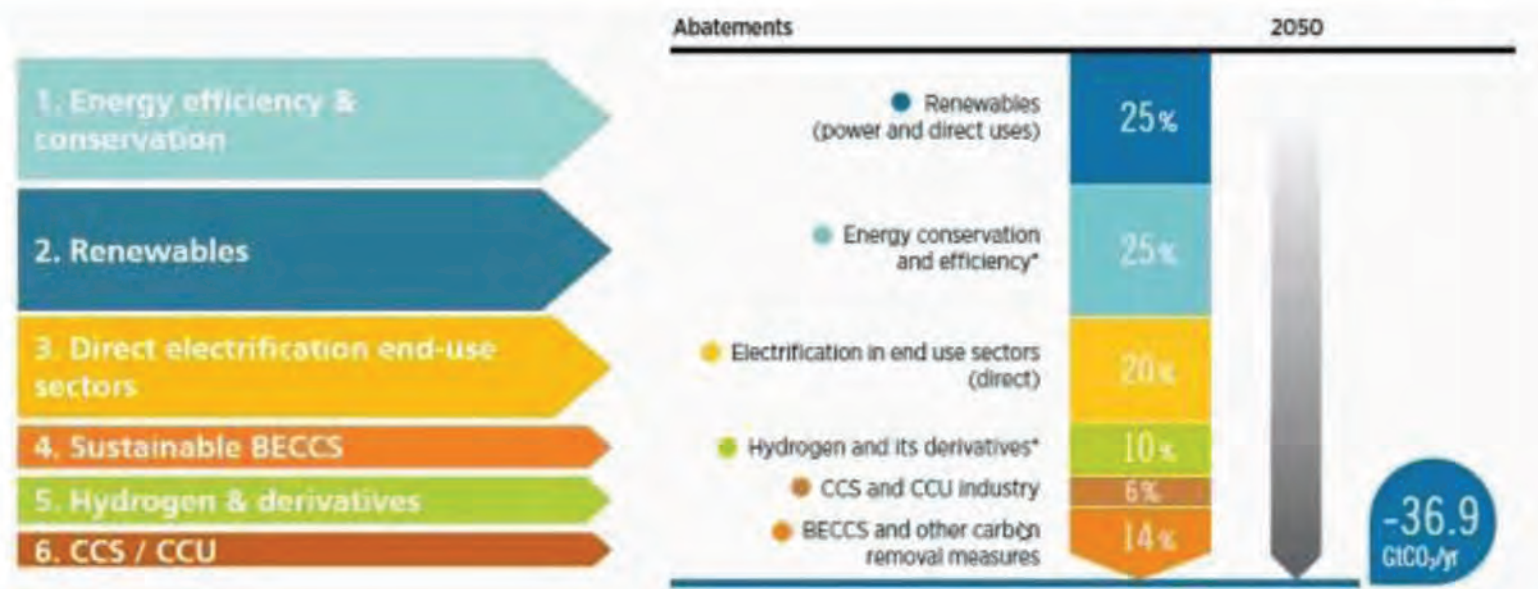 Abatements 2050
1. Energy efficiency &
conservation
2. Renewables
3. Direct electrification end-use
sectors
4. Sustainable BECCS
5. Hydrogen & derivatives
6. CCS / CCU
Renewables
(power and direct uses)
25%
Energy conservation
and efficiency*
25%
Electrification in end use sectors
(direct)
20%
Hydrogen and its derivatives*
10%
CCS and CCU industry
6%
BECCS and other carbon
removal measures
14%
-36.9
GtCO₂/yr